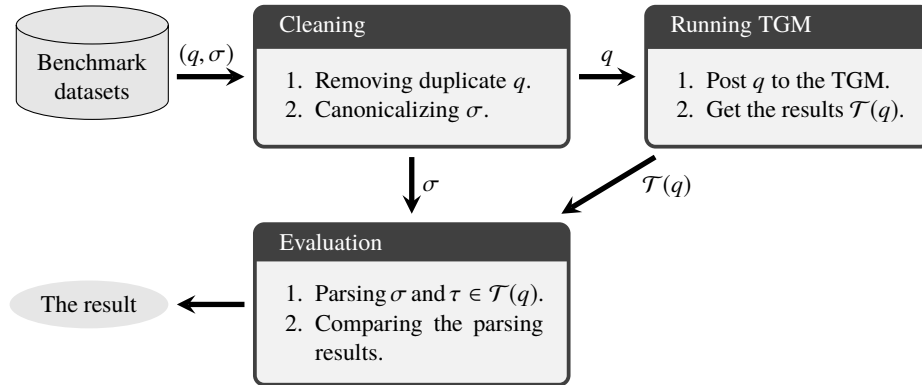 Benchmark
datasets
(q, σ)
Cleaning
1. Removing duplicate q.
2. Canonicalizing σ.
q
Running TGM
1. Post q to the TGM.
2. Get the results 𝒯(q).
σ
𝒯(q)
Evaluation
1. Parsing σ and τ ∈ 𝒯(q).
2. Comparing the parsing
results.
The result